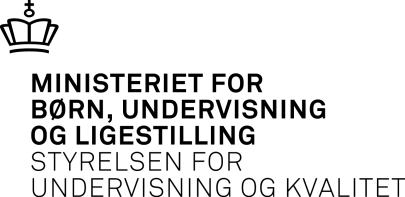 MINISTERIET FOR
BØRN, UNDERVISNING
OG LIGESTILLING
STYRELSEN FOR
UNDERVISNING OG KVALITET